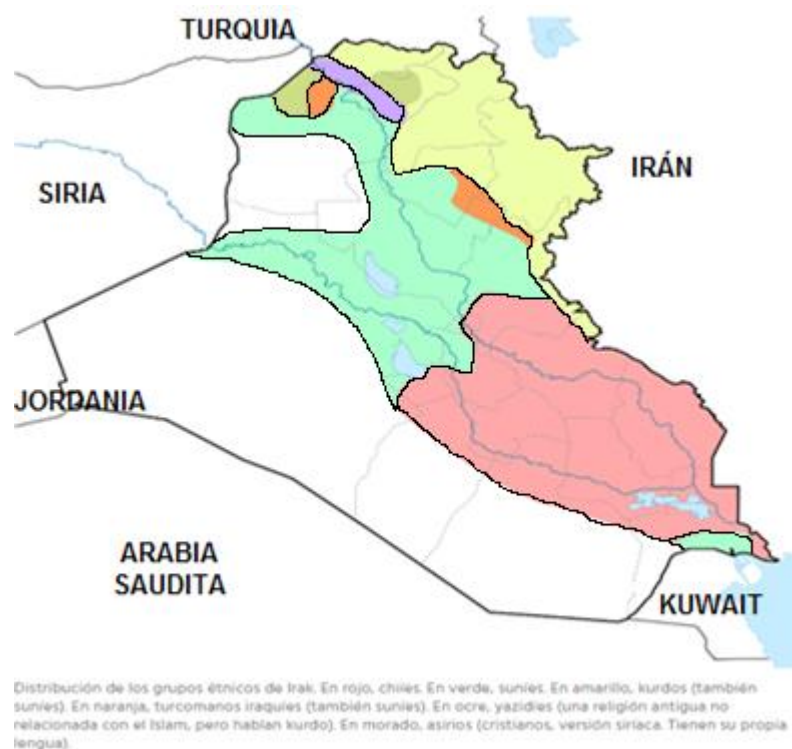 TURQUIA
IRÁN
SIRIA
JORDANIA
ARABIA
SAUDITA
KUWAIT
Distribución de los grupos étnicos de Irak. En rojo, chiíes. En verde, suníes. En amarillo, kurdos (también
suníes). En naranja, turcomanos iraquíes (también suníes). En ocre, yazidíes (una religión antigua no
relacionada con el Islam, pero hablan kurdo). En morado, asirios (cristianos, versión siríaca. Tienen su propia
lengua).